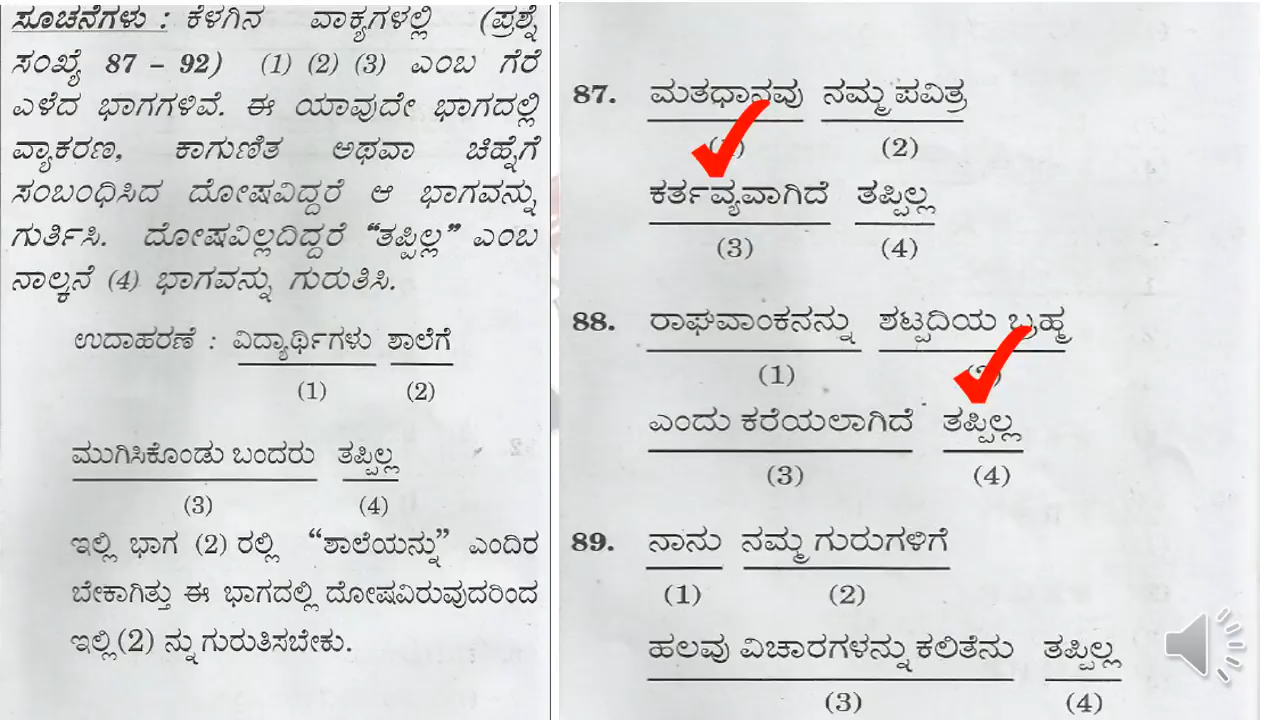 ಸೂಚನೆಗಳು : ಕೆಳಗಿನ ವಾಕ್ಯಗಳಲ್ಲಿ (ಪ್ರಶ್ನೆ
ಸಂಖ್ಯೆ 87 – 92) (1) (2) (3) ಎಂಬ ಗೆರೆ
ಎಳೆದ ಭಾಗಗಳಿವೆ. ಈ ಯಾವುದೇ ಭಾಗದಲ್ಲಿ
ವ್ಯಾಕರಣ, ಕಾಗುಣಿತ ಅಥವಾ ಚಿಹ್ನೆಗೆ
ಸಂಬಂಧಿಸಿದ ದೋಷವಿದ್ದರೆ ಆ ಭಾಗವನ್ನು
ಗುರ್ತಿಸಿ. ದೋಷವಿಲ್ಲದಿದ್ದರೆ “ತಪ್ಪಿಲ್ಲ” ಎಂಬ
ನಾಲ್ಕನೆ (4) ಭಾಗವನ್ನು ಗುರುತಿಸಿ.
ಉದಾಹರಣೆ : ವಿದ್ಯಾರ್ಥಿಗಳು ಶಾಲೆಗೆ
(1) (2)
ಮುಗಿಸಿಕೊಂಡು ಬಂದರು ತಪ್ಪಿಲ್ಲ
(3) (4)
ಇಲ್ಲಿ ಭಾಗ (2) ರಲ್ಲಿ “ಶಾಲೆಯನ್ನು” ಎಂದಿರ
ಬೇಕಾಗಿತ್ತು ಈ ಭಾಗದಲ್ಲಿ ದೋಷವಿರುವುದರಿಂದ
ಇಲ್ಲಿ (2) ನ್ನು ಗುರುತಿಸಬೇಕು.
87. ಮತಧಾನವು ನಮ್ಮ ಪವಿತ್ರ
(2)
ಕರ್ತವ್ಯವಾಗಿದೆ ತಪ್ಪಿಲ್ಲ
(3) (4)
88. ರಾಘವಾಂಕನನ್ನು ಶಟ್ಪದಿಯ ಬ್ರಹ್ಮ
(1)
ಎಂದು ಕರೆಯಲಾಗಿದೆ ತಪ್ಪಿಲ್ಲ
(3) (4)
89. ನಾನು ನಮ್ಮ ಗುರುಗಳಿಗೆ
(1) (2)
ಹಲವು ವಿಚಾರಗಳನ್ನು ಕಲಿತೆನು ತಪ್ಪಿಲ್ಲ
(3) (4)